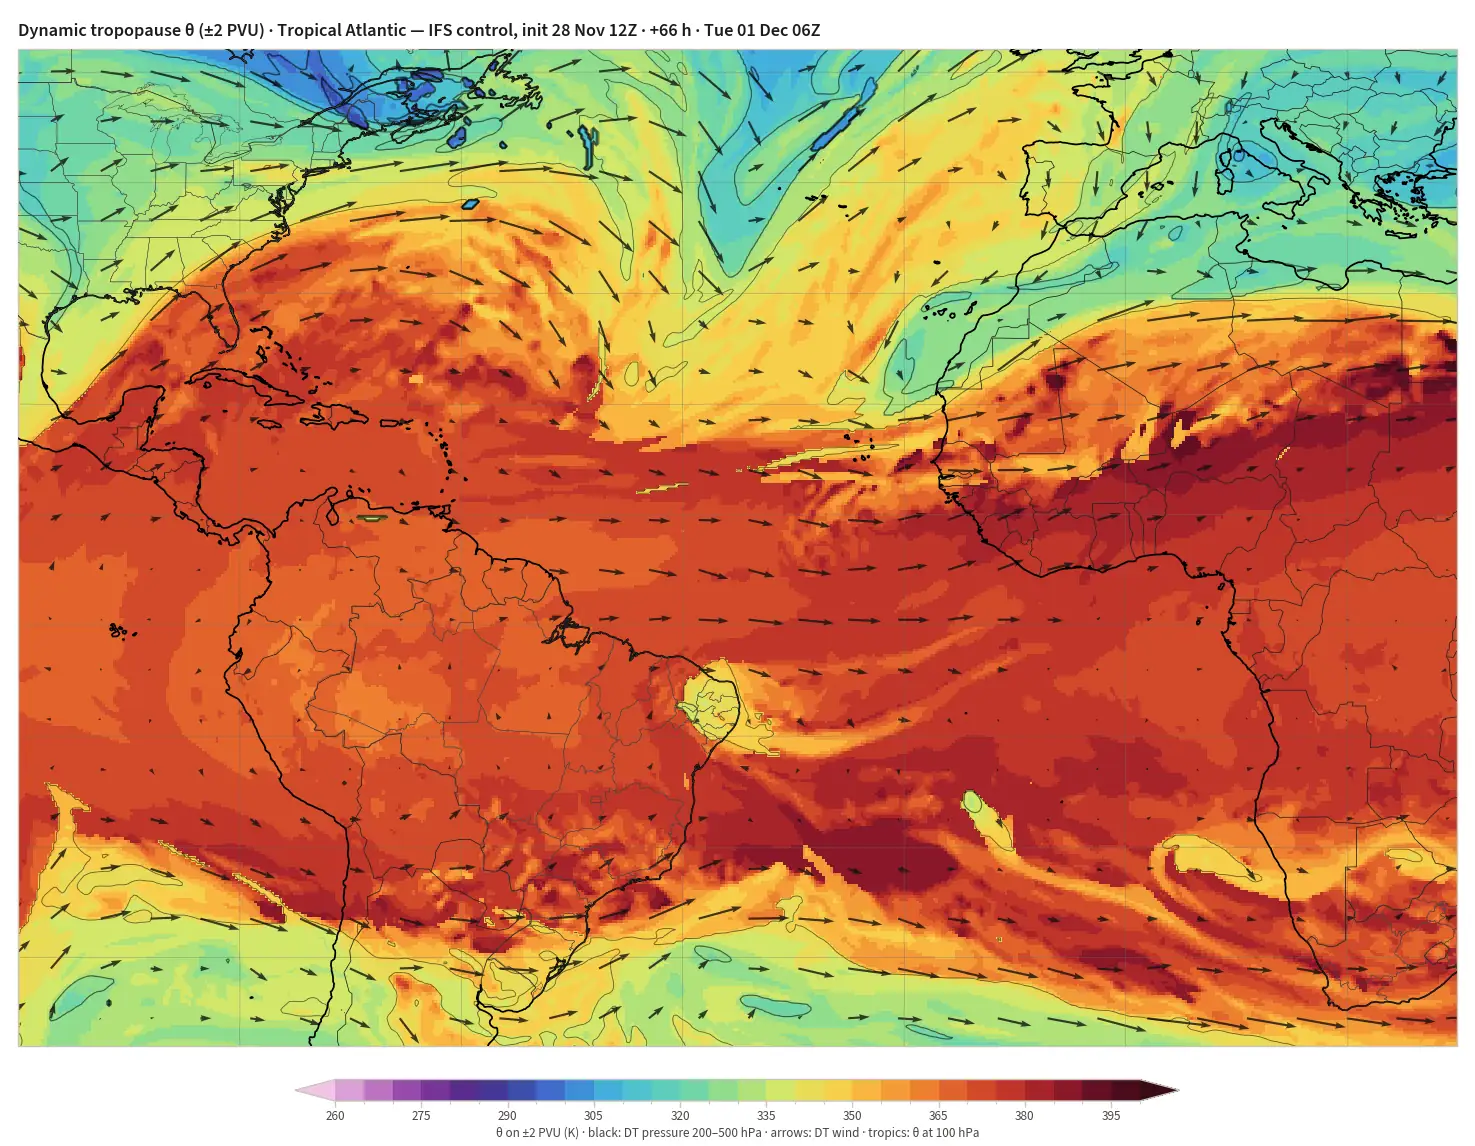 Dynamic tropopause θ (±2 PVU) · Tropical Atlantic — IFS control, init 28 Nov 12Z · +66 h · Tue 01 Dec 06Z
260 275 290 305 320 335 350 365 380 395
θ on ±2 PVU (K) · black: DT pressure 200–500 hPa · arrows: DT wind · tropics: θ at 100 hPa